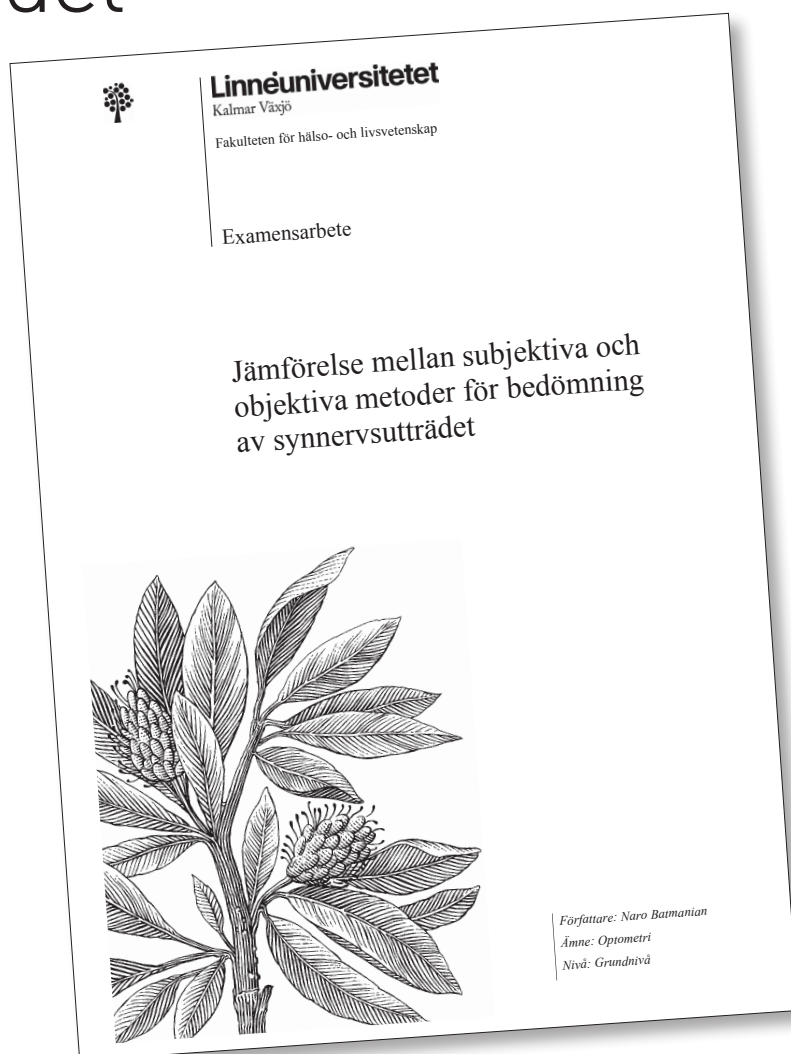 det
Linnéuniversitetet
Kalmar Växjö
Fakulteten för hälso- och livsvetenskap
Examensarbete
Jämförelse mellan subjektiva och
objektiva metoder för bedömning
av synnervsutträdet
Författare: Naro Batmanian
Ämne: Optometri
Nivå: Grundnivå